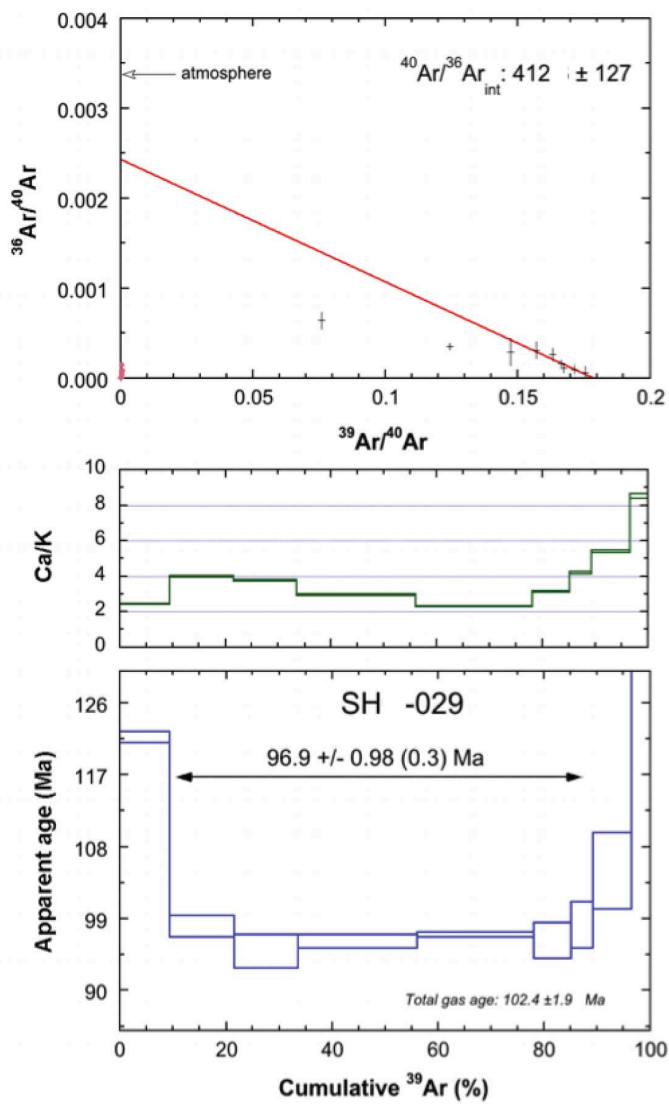 0.004
0.003
0.002
0.001
0.000
³⁶Ar/⁴⁰Ar
atmosphere
⁴⁰Ar/³⁶Ar int: 412 ± 127
0 0.05 0.1 0.15 0.2
³⁹Ar/⁴⁰Ar
10
8
6
4
2
0
Ca/K
126
117
108
99
90
Apparent age (Ma)
SH -029
96.9 +/- 0.98 (0.3) Ma
Total gas age: 102.4 ±1.9 Ma
0 20 40 60 80 100
Cumulative ³⁹Ar (%)